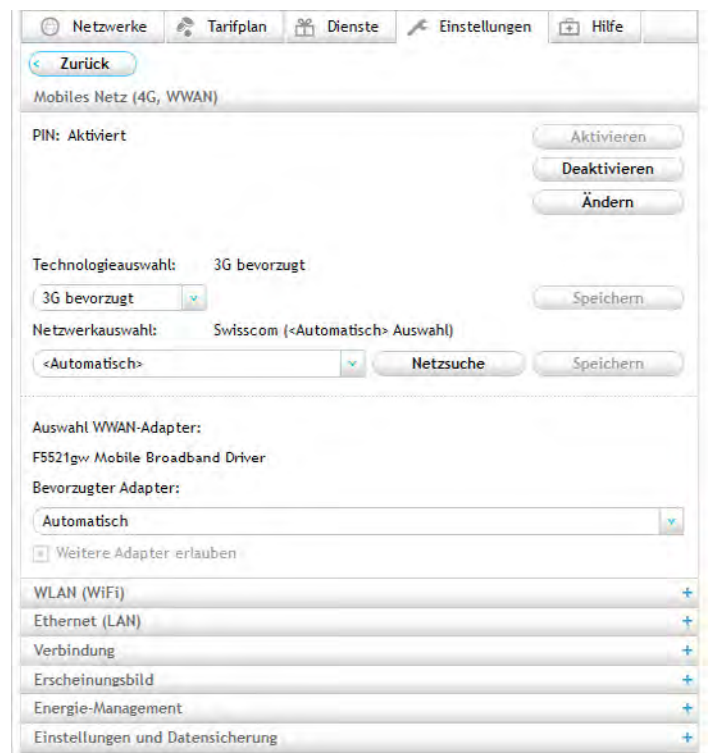 Netzwerke Tarifplan Dienste Einstellungen Hilfe
Zurück
Mobiles Netz (4G, WWAN)
PIN: Aktiviert Aktivieren
Deaktivieren
Ändern
Technologieauswahl: 3G bevorzugt
3G bevorzugt Speichern
Netzwerkauswahl: Swisscom (<Automatisch> Auswahl)
<Automatisch> Netzsuche Speichern
Auswahl WWAN-Adapter:
F5521gw Mobile Broadband Driver
Bevorzugter Adapter:
Automatisch
Weitere Adapter erlauben
WLAN (WiFi) +
Ethernet (LAN) +
Verbindung +
Erscheinungsbild +
Energie-Management +
Einstellungen und Datensicherung +